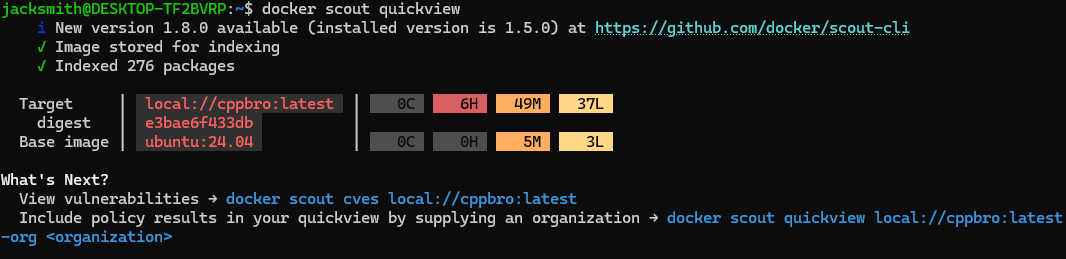 jacksmith@DESKTOP-TF2BVRP:~$ docker scout quickview
i New version 1.8.0 available (installed version is 1.5.0) at https://github.com/docker/scout-cli
✓ Image stored for indexing
✓ Indexed 276 packages
Target │ local://cppbro:latest │ 0C 6H 49M 37L
digest │ e3bae6f433db │
Base image │ ubuntu:24.04 │ 0C 0H 5M 3L
What's Next?
View vulnerabilities → docker scout cves local://cppbro:latest
Include policy results in your quickview by supplying an organization → docker scout quickview local://cppbro:latest
-org <organization>